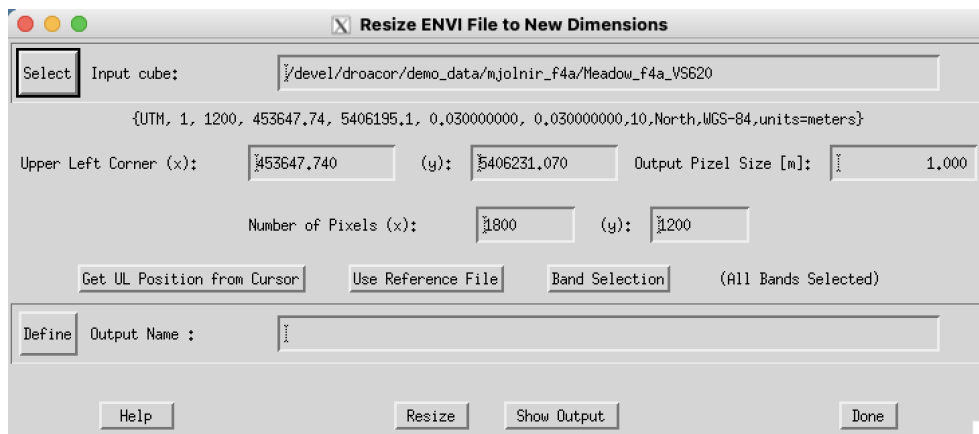 X Resize ENVI File to New Dimensions
Select Input cube: /devel/droacor/demo_data/mjolnir_f4a/Meadow_f4a_VS620
{UTM, 1, 1200, 453647.74, 5406195.1, 0.030000000, 0.030000000,10,North,WGS-84,units=meters}
Upper Left Corner (x): 453647.740 (y): 5406231.070 Output Pizel Size [m]: 1.000
Number of Pixels (x): 1800 (y): 1200
Get UL Position from Cursor Use Reference File Band Selection (All Bands Selected)
Define Output Name :
Help Resize Show Output Done